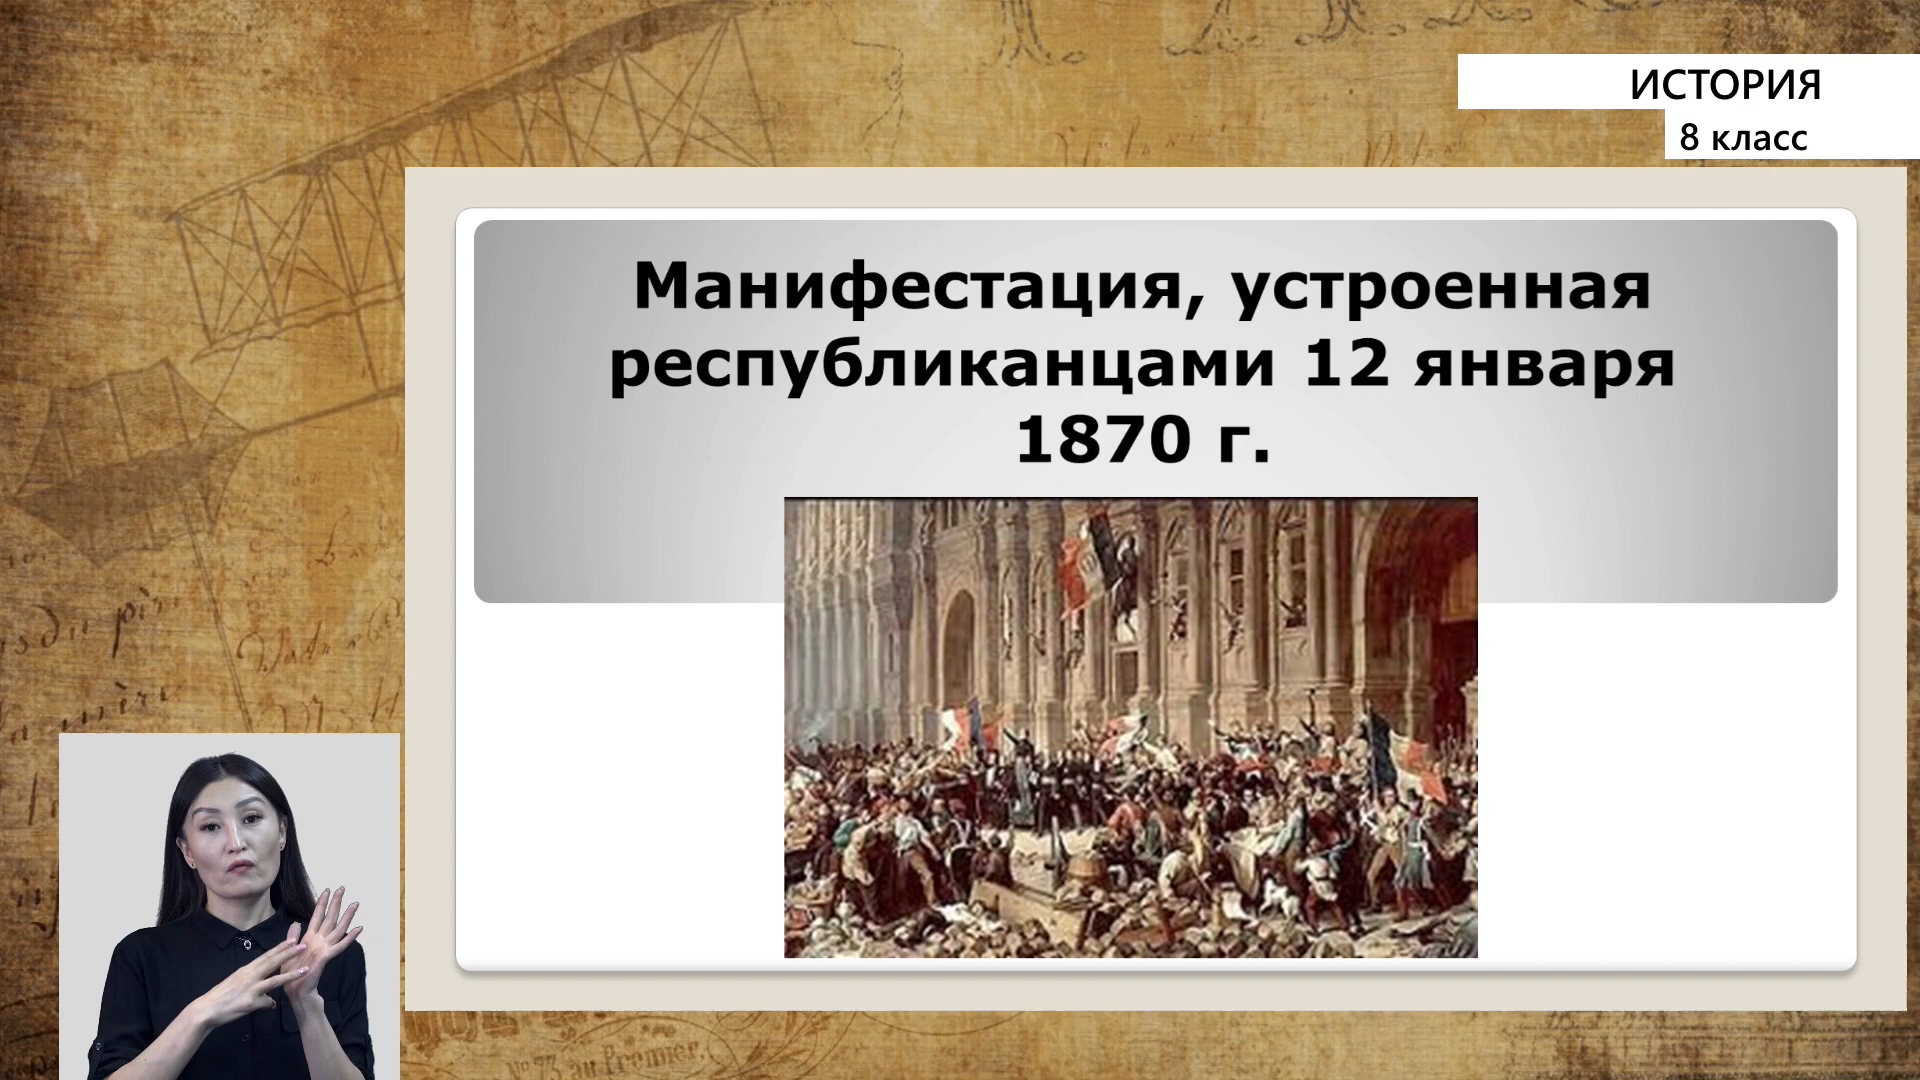 ИСТОРИЯ
8 класс
Манифестация, устроенная
республиканцами 12 января
1870 г.